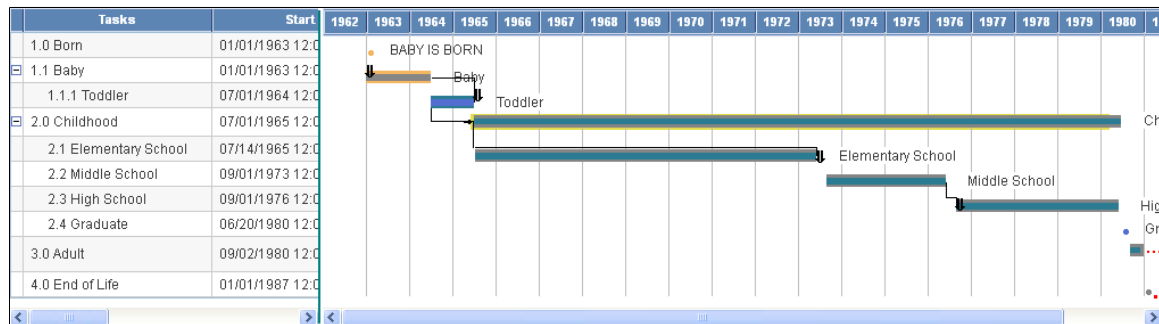 Tasks Start 1962 1963 1964 1965 1966 1967 1968 1969 1970 1971 1972 1973 1974 1975 1976 1977 1978 1979 1980 1
1.0 Born 01/01/1963 12:0 BABY IS BORN
1.1 Baby 01/01/1963 12:0 Baby
1.1.1 Toddler 07/01/1964 12:0 Toddler
2.0 Childhood 07/01/1965 12:0 Ch
2.1 Elementary School 07/14/1965 12:0 Elementary School
2.2 Middle School 09/01/1973 12:0 Middle School
2.3 High School 09/01/1976 12:0 Hig
2.4 Graduate 06/20/1980 12:0 Gr
3.0 Adult 09/02/1980 12:0
4.0 End of Life 01/01/1987 12:0